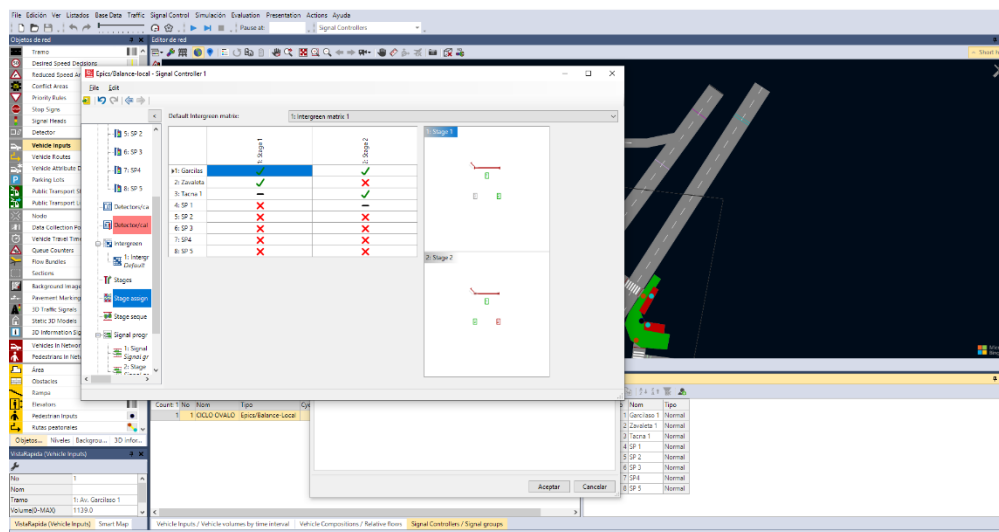 File Edición Ver Listados Base Data Traffic Signal Control Simulación Evaluation Presentation Actions Ayuda
Pause at: Signal Controllers
Objetos de red
Editor de red
Tramo
Desired Speed Decisions
Reduced Speed Ar
Conflict Areas
Priority Rules
Stop Signs
Signal Heads
Detector
Vehicle Inputs
Vehicle Routes
Vehicle Attribute D
Parking Lots
Public Transport St
Public Transport Li
Nodo
Data Collection Po
Vehicle Travel Time
Queue Counters
Flow Bundles
Sections
Background Image
Pavement Marking
3D Traffic Signals
Static 3D Models
3D Information Sig
Vehicles In Networ
Pedestrians In Netw
Área
Obstacles
Rampa
Elevators
Pedestrian Inputs
Rutas peatonales
Objetos... Niveles Backgrou... 3D Infor...
VistaRapida (Vehicle Inputs)
No 1
Nom
Tramo 1: Av. Garcilaso 1
Volume(0-MAX) 1139.0
VistaRapida (Vehicle Inputs) Smart Map
Epics/Balance-local - Signal Controller 1
File Edit
5: SP 2
6: SP 3
7: SP4
8: SP 5
Detectors/ca
Detector/cal
Intergreen
1: Intergr
Default
Stages
Stage assign
Stage seque
Signal progr
1: Signal
Signal gr
2: Stage
Default Intergreen matrix: 1: Intergreen matrix 1
1: Stage 1
2: Stage 2
1: Garcilas
2: Zavaleta
3: Tacna 1
4: SP 1
5: SP 2
6: SP 3
7: SP4
8: SP 5
1: Stage 1
2: Stage 2
Count: 1 No Nom Tipo Cyc
1 1 CICLO OVALO Epics/Balance-Local
Aceptar Cancelar
Nom Tipo
1 Garcilaso 1 Normal
2 Zavaleta 1 Normal
3 Tacna 1 Normal
4 SP 1 Normal
5 SP 2 Normal
6 SP 3 Normal
7 SP4 Normal
8 SP 5 Normal
Vehicle Inputs / Vehicle volumes by time interval Vehicle Compositions / Relative flows Signal Controllers / Signal groups